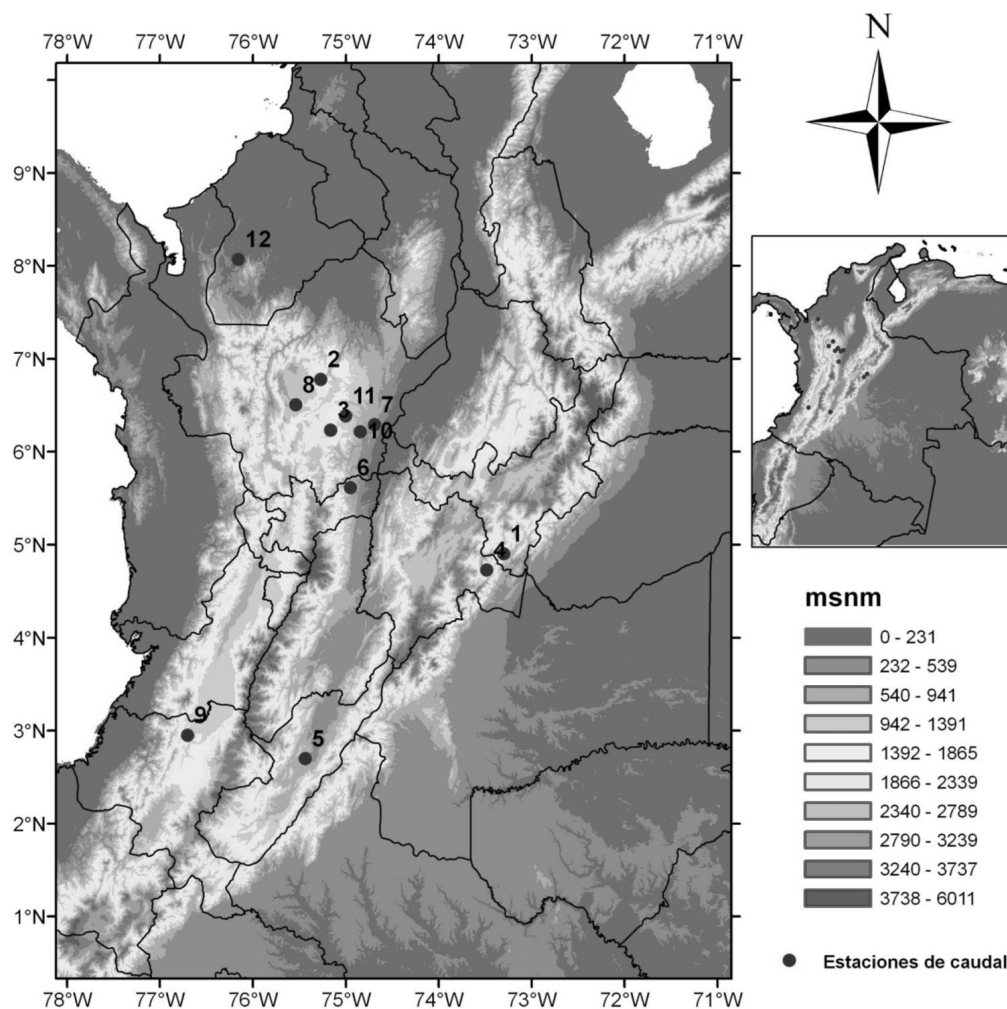 78°W 77°W 76°W 75°W 74°W 73°W 72°W 71°W
N
9°N
12
8°N
7°N
2
8
11
7
3
10
6°N
6
1
5°N
4
4°N
9
3°N
5
2°N
1°N
78°W 77°W 76°W 75°W 74°W 73°W 72°W 71°W
msnm
0 - 231
232 - 539
540 - 941
942 - 1391
1392 - 1865
1866 - 2339
2340 - 2789
2790 - 3239
3240 - 3737
3738 - 6011
Estaciones de caudal